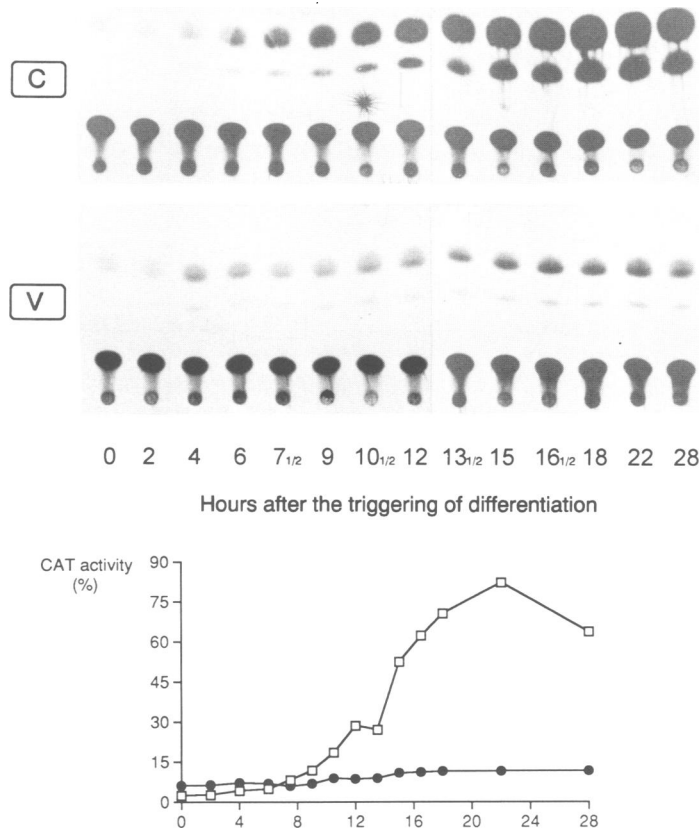 C
V
0 2 4 6 7 1/2 9 10 1/2 12 13 1/2 15 16 1/2 18 22 28
Hours after the triggering of differentiation
CAT activity
(%)
90
75
60
45
30
15
0
0 4 8 12 16 20 24 28